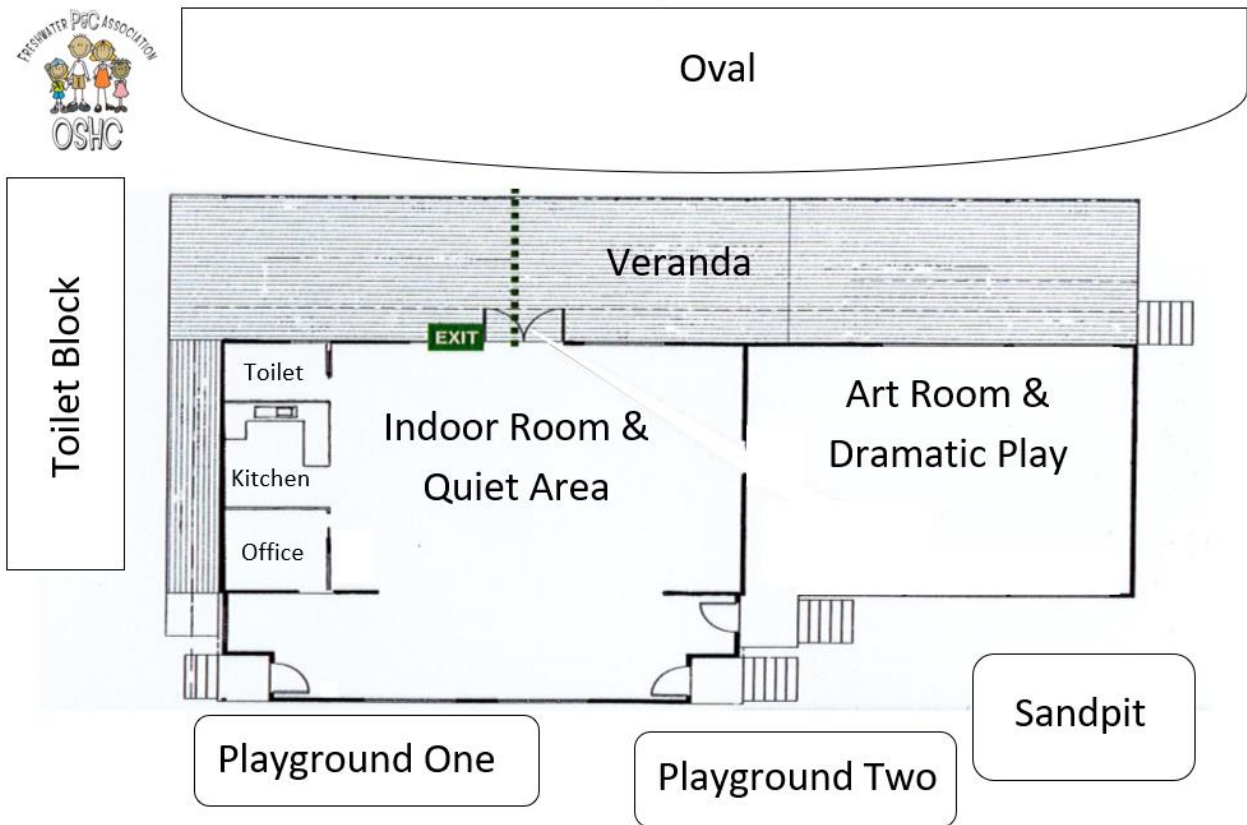 FRESHWATER P&C ASSOCIATION
OSHC
Oval
Toilet Block
Veranda
EXIT
Toilet
Kitchen
Office
Indoor Room &
Quiet Area
Art Room &
Dramatic Play
Playground One
Playground Two
Sandpit